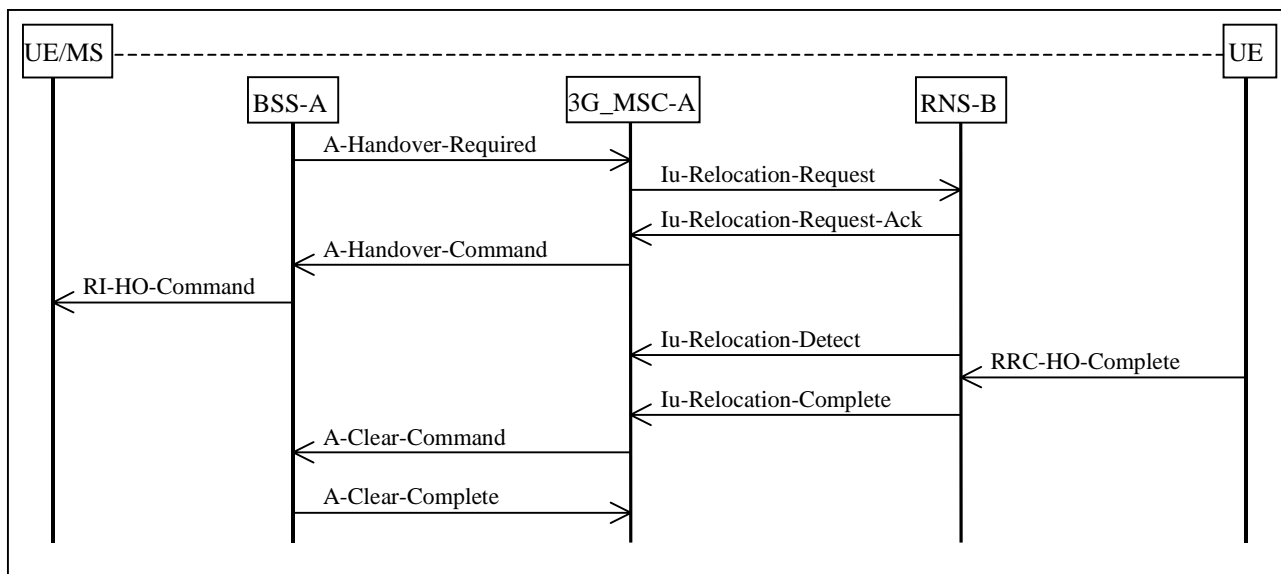 UE/MS
UE
BSS-A
3G_MSC-A
RNS-B
A-Handover-Required
Iu-Relocation-Request
Iu-Relocation-Request-Ack
A-Handover-Command
RI-HO-Command
Iu-Relocation-Detect
RRC-HO-Complete
Iu-Relocation-Complete
A-Clear-Command
A-Clear-Complete